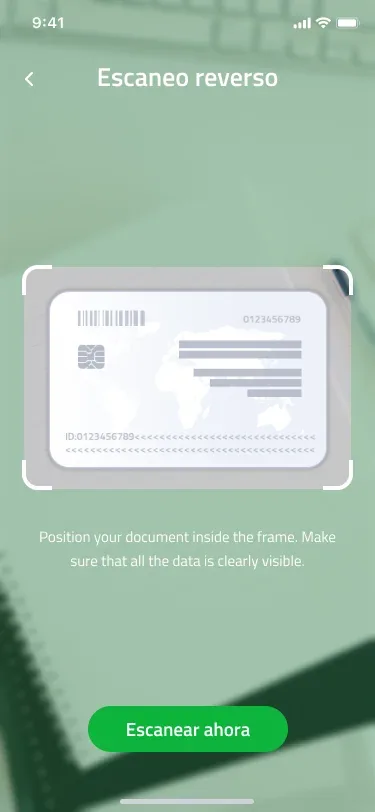 9:41
Escaneo reverso
0123456789
ID:0123456789<<<<<<<<<<<<<<<<<<<<<<<<<<<<<
<<<<<<<<<<<<<<<<<<<<<<<<<<<<<<<<<<<<<<<<
Position your document inside the frame. Make
sure that all the data is clearly visible.
Escanear ahora